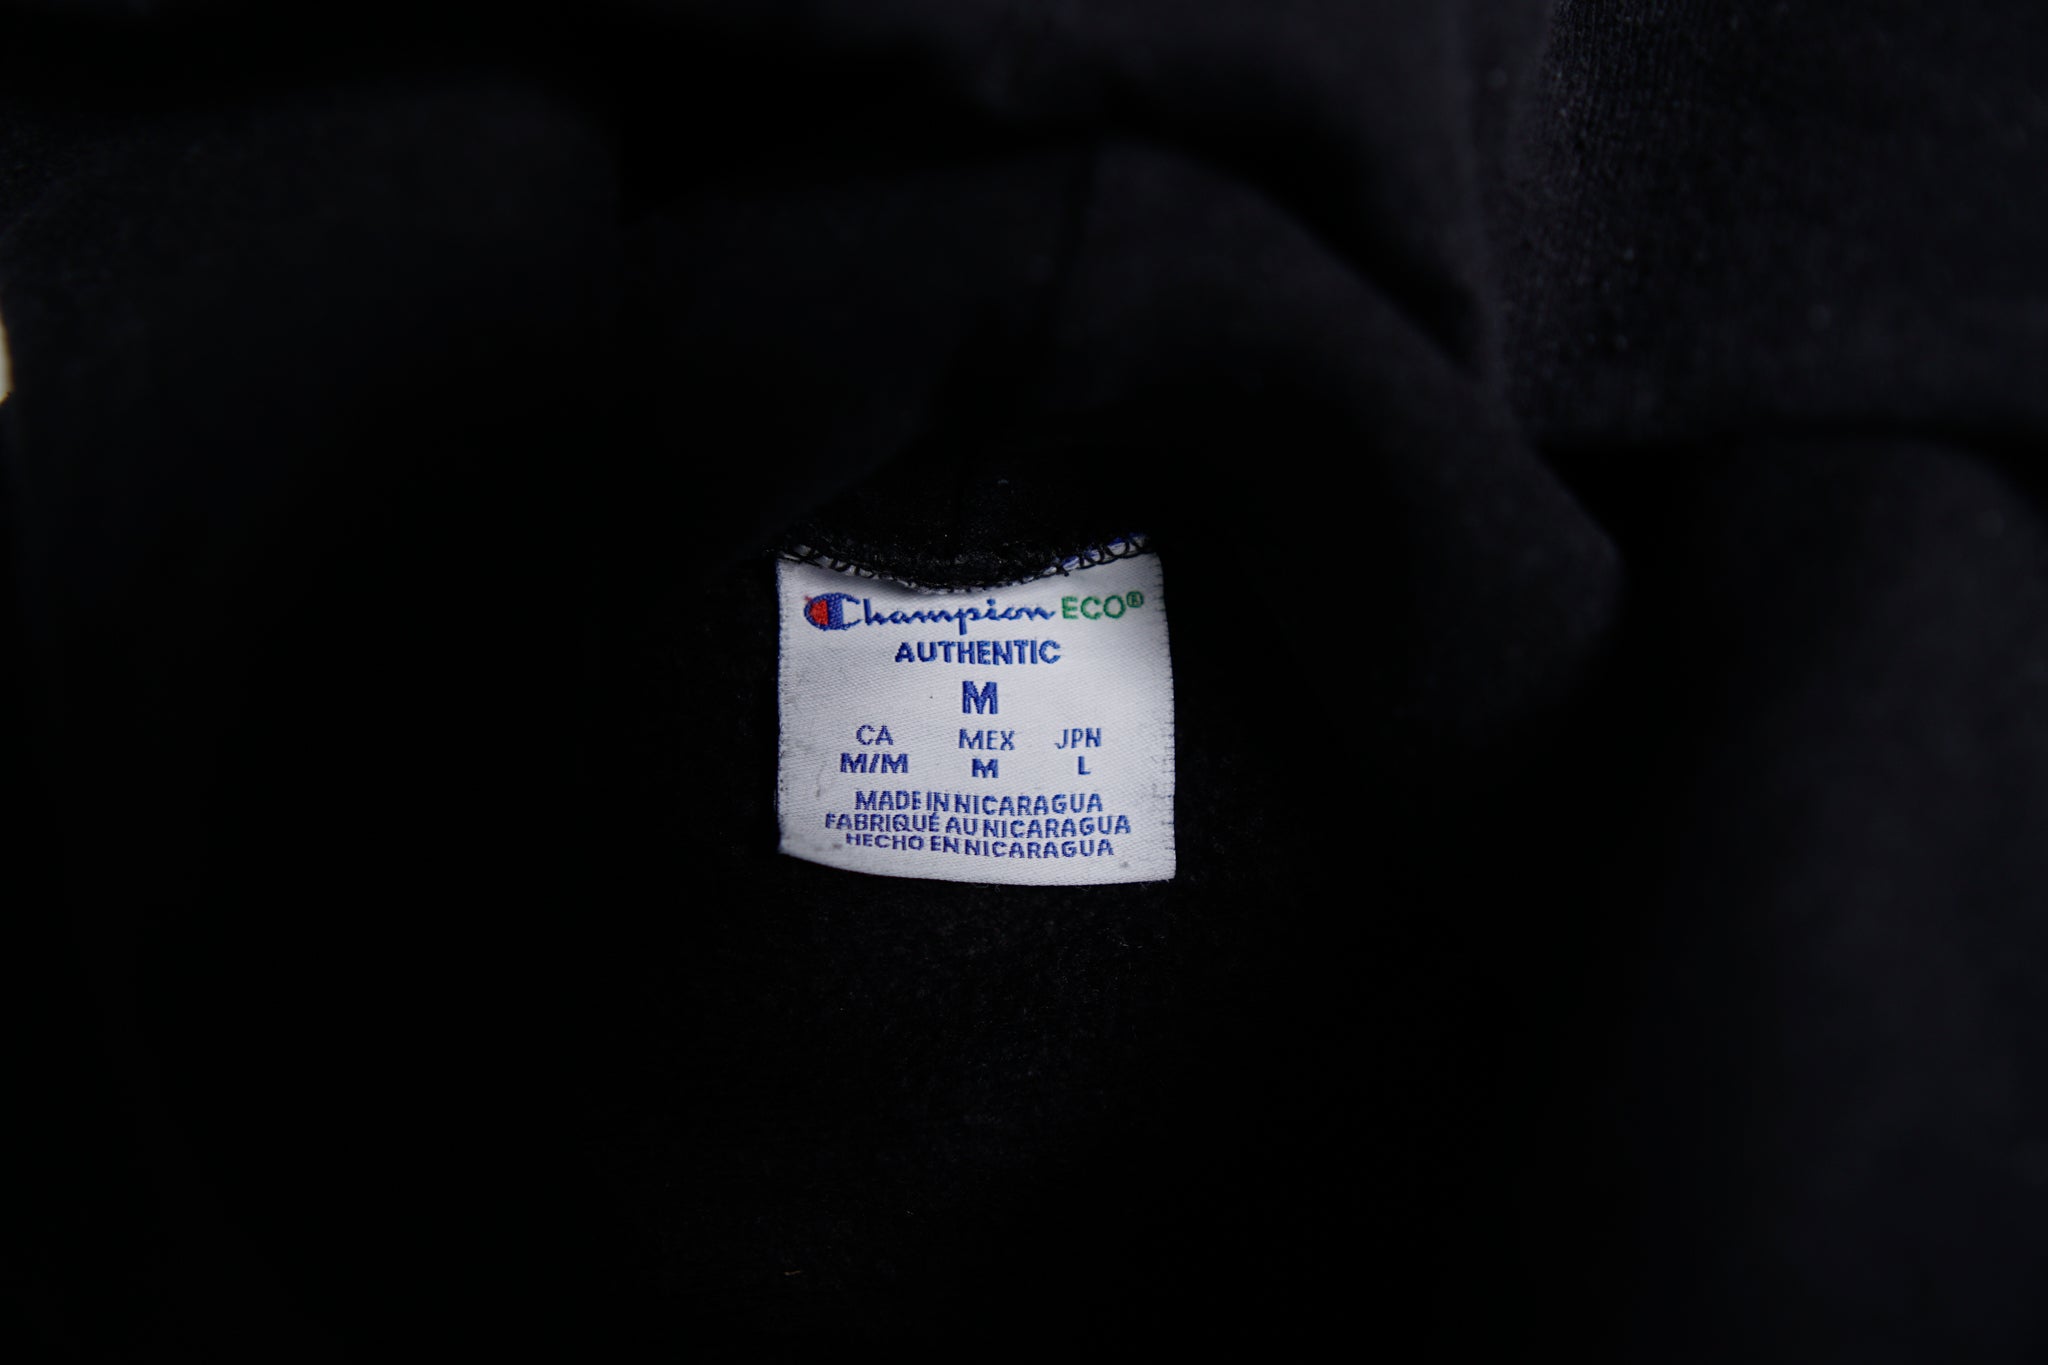 Champion ECO®
AUTHENTIC
M
CA MEX JPN
M/M M L
MADE IN NICARAGUA
FABRIQUÉ AU NICARAGUA
HECHO EN NICARAGUA